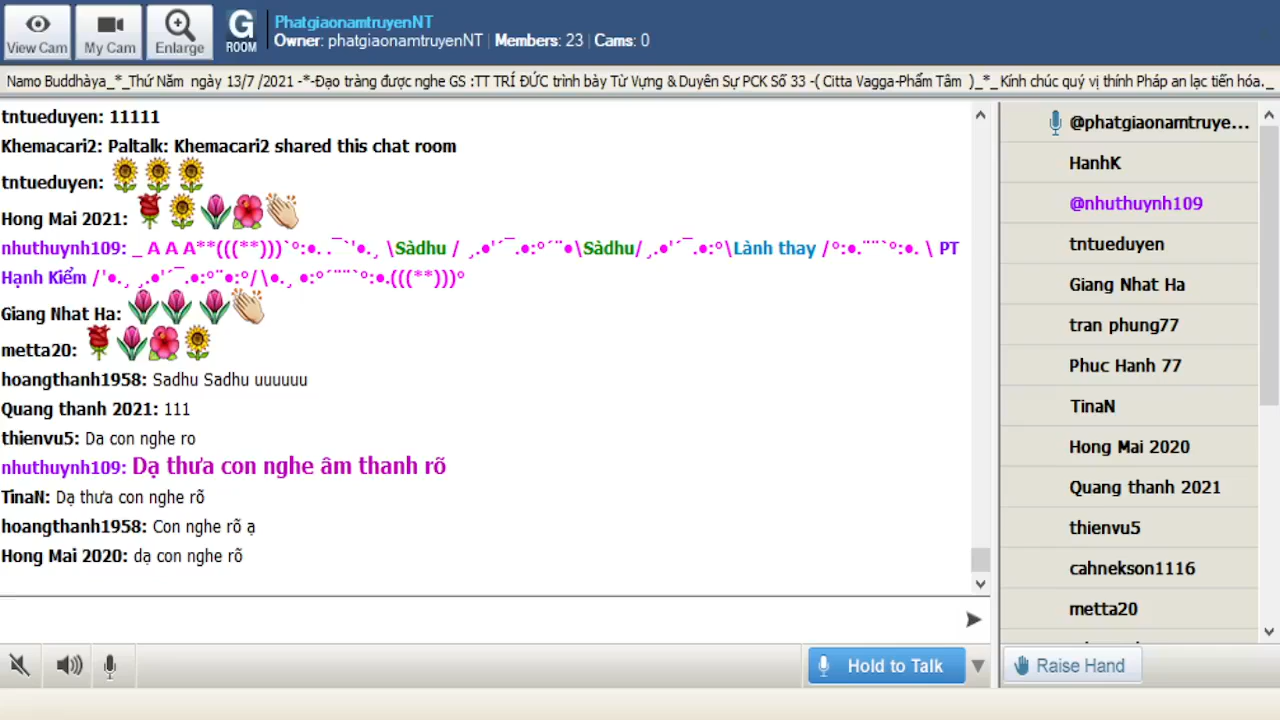 View Cam
My Cam
Enlarge
G
ROOM
PhatgiaonamtruyenNT
Owner: phatgiaonamtruyenNT | Members: 23 | Cams: 0
Namo Buddhàya_*_Thứ Năm ngày 13/7 /2021 -*-Đạo tràng được nghe GS :TT TRÍ ĐỨC trình bày Từ Vựng & Duyên Sự PCK Số 33 -( Citta Vagga-Phẩm Tâm )_*_ Kính chúc quý vị thính Pháp an lạc tiến hóa._
tntueduyen: 11111
Khemacari2: Paltalk: Khemacari2 shared this chat room
tntueduyen:
Hong Mai 2021:
nhuthuynh109: _ A A A**(((**)))`º:•. .¯`'•.¸ \Sàdhu / ¸.•'´¯.•:º´¨•\Sàdhu/¸.•'´¯.•:º\Lành thay /º:•.¨¨`º:•. \ PT
Hạnh Kiểm /'•.¸ ¸.•'´¯.•:º¨•:º/\•.¸ •:º´¨¨`º:•.(((**)))º
Giang Nhat Ha:
metta20:
hoangthanh1958: Sadhu Sadhu uuuuuu
Quang thanh 2021: 111
thienvu5: Da con nghe ro
nhuthuynh109: Dạ thưa con nghe âm thanh rõ
TinaN: Dạ thưa con nghe rõ
hoangthanh1958: Con nghe rõ ạ
Hong Mai 2020: dạ con nghe rõ
@phatgiaonamtruye...
HanhK
@nhuthuynh109
tntueduyen
Giang Nhat Ha
tran phung77
Phuc Hanh 77
TinaN
Hong Mai 2020
Quang thanh 2021
thienvu5
cahnekson1116
metta20
Hold to Talk
Raise Hand